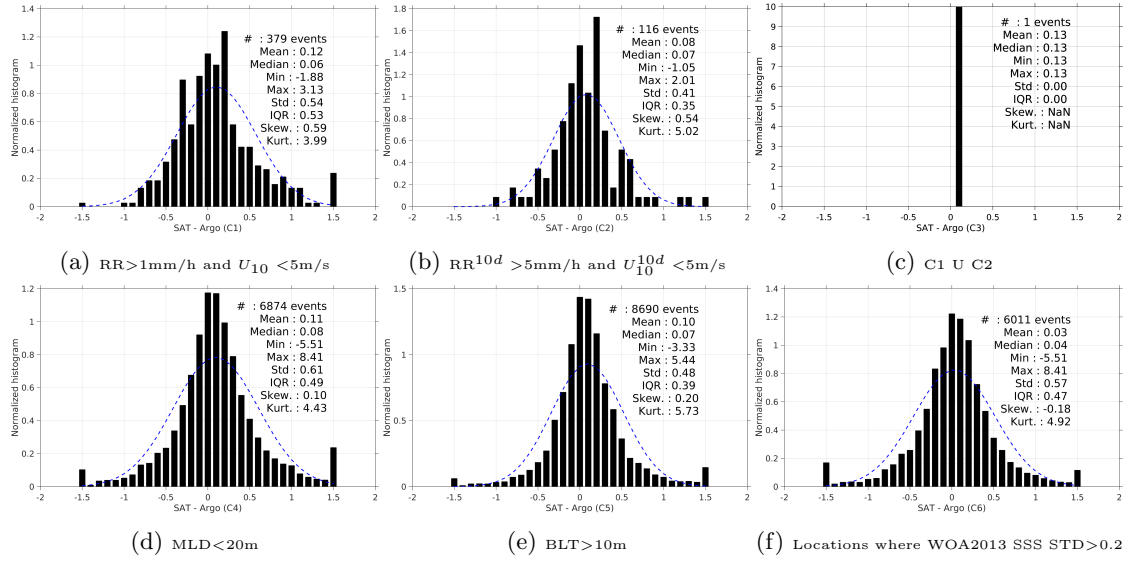 1.4
1.2
1
0.8
0.6
0.4
0.2
0
-2 -1.5 -1 -0.5 0 0.5 1 1.5 2
Normalized histogram
SAT - Argo (C1)
# : 379 events
Mean : 0.12
Median : 0.06
Min : -1.88
Max : 3.13
Std : 0.54
IQR : 0.53
Skew. : 0.59
Kurt. : 3.99
(a) RR>1mm/h and U10 <5m/s
1.8
1.6
1.4
1.2
1
0.8
0.6
0.4
0.2
0
-2 -1.5 -1 -0.5 0 0.5 1 1.5 2
Normalized histogram
SAT - Argo (C2)
# : 116 events
Mean : 0.08
Median : 0.07
Min : -1.05
Max : 2.01
Std : 0.41
IQR : 0.35
Skew. : 0.54
Kurt. : 5.02
(b) RR^10d >5mm/h and U10^10d <5m/s
10
9
8
7
6
5
4
3
2
1
0
-2 -1.5 -1 -0.5 0 0.5 1 1.5 2
Normalized histogram
SAT - Argo (C3)
# : 1 events
Mean : 0.13
Median : 0.13
Min : 0.13
Max : 0.13
Std : 0.00
IQR : 0.00
Skew. : NaN
Kurt. : NaN
(c) C1 U C2
1.2
1
0.8
0.6
0.4
0.2
0
-2 -1.5 -1 -0.5 0 0.5 1 1.5 2
Normalized histogram
SAT - Argo (C4)
# : 6874 events
Mean : 0.11
Median : 0.08
Min : -5.51
Max : 8.41
Std : 0.61
IQR : 0.49
Skew. : 0.10
Kurt. : 4.43
(d) MLD<20m
1.5
1
0.5
0
-2 -1.5 -1 -0.5 0 0.5 1 1.5 2
Normalized histogram
SAT - Argo (C5)
# : 8690 events
Mean : 0.10
Median : 0.07
Min : -3.33
Max : 5.44
Std : 0.48
IQR : 0.39
Skew. : 0.20
Kurt. : 5.73
(e) BLT>10m
1.4
1.2
1
0.8
0.6
0.4
0.2
0
-2 -1.5 -1 -0.5 0 0.5 1 1.5 2
Normalized histogram
SAT - Argo (C6)
# : 6011 events
Mean : 0.03
Median : 0.04
Min : -5.51
Max : 8.41
Std : 0.57
IQR : 0.47
Skew. : -0.18
Kurt. : 4.92
(f) Locations where WOA2013 SSS STD>0.2